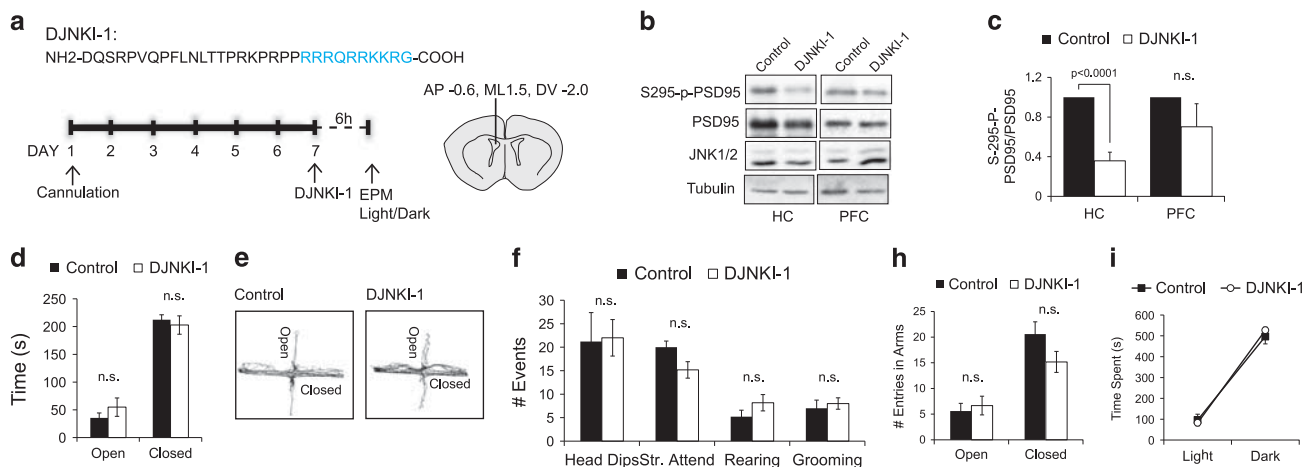 a
DJNKI-1:
NH2-DQSRPVQPFLNLTTPRKPRPPRRRQRRKKRG-COOH
AP -0.6, ML1.5, DV -2.0
6h
DAY 1 2 3 4 5 6 7
Cannulation
DJNKI-1
EPM
Light/Dark
b
Control DJNKI-1 Control DJNKI-1
S295-p-PSD95
PSD95
JNK1/2
Tubulin
HC PFC
c
Control
DJNKI-1
S-295-P-
PSD95/PSD95
1.2
0.8
0.4
0
p<0.0001
n.s.
HC PFC
d
Control DJNKI-1
Time (s)
250
200
150
100
50
0
n.s.
n.s.
Open Closed
e
Control DJNKI-1
Open
Closed
Open
Closed
f
Control DJNKI-1
# Events
30
25
20
15
10
5
0
n.s.
n.s.
n.s.
n.s.
Head Dips Str. Attend Rearing Grooming
h
Control DJNKI-1
# Entries in Arms
30
25
20
15
10
5
0
n.s.
n.s.
Open Closed
i
Control DJNKI-1
Time Spent (s)
600
500
400
300
200
100
0
Light Dark